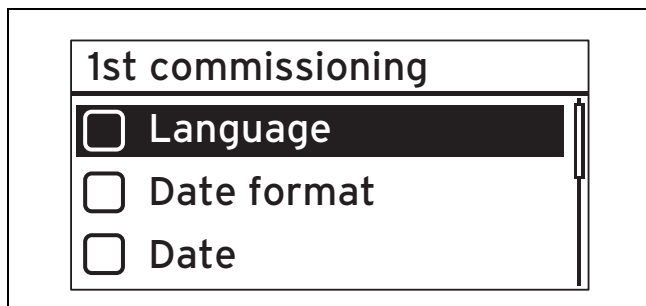 1st commissioning
Language
Date format
Date